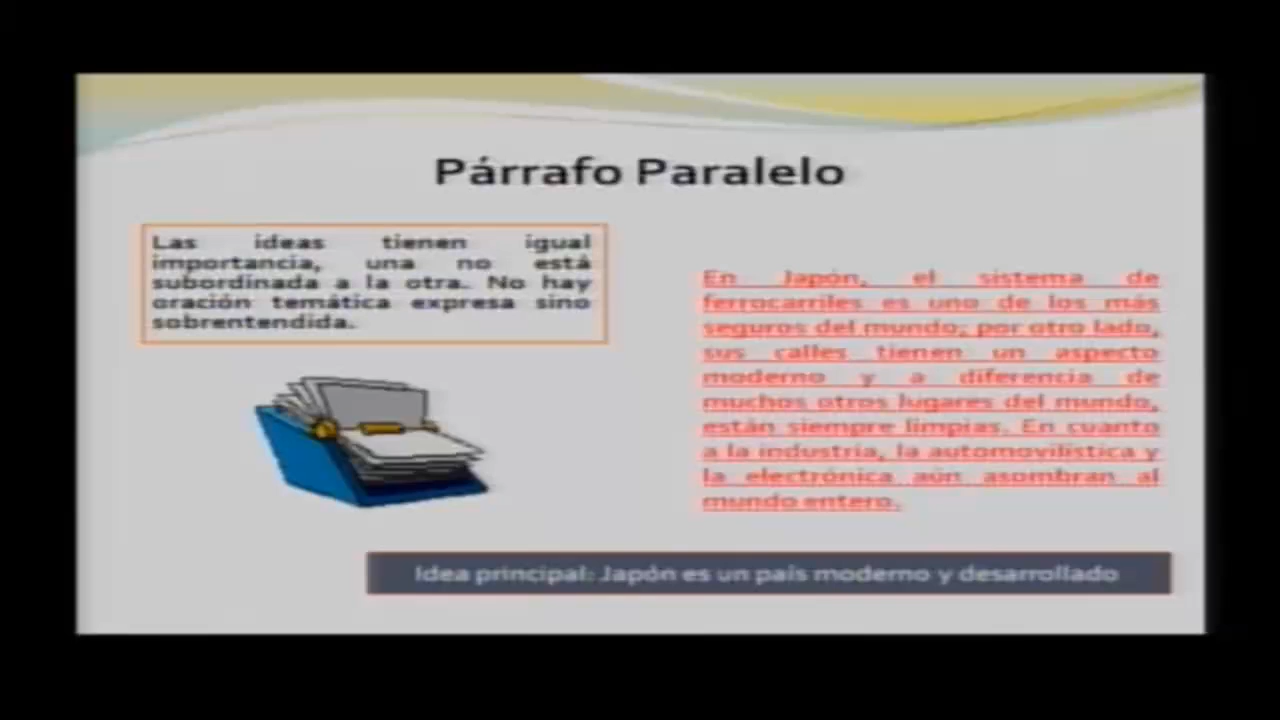 Párrafo Paralelo
Las ideas tienen igual
importancia, una no está
subordinada a la otra. No hay
oración temática expresa sino
sobrentendida.
En Japón, el sistema de
ferrocarriles es uno de los más
seguros del mundo; por otro lado,
sus calles tienen un aspecto
moderno y a diferencia de
muchos otros lugares del mundo,
están siempre limpias. En cuanto
a la industria, la automovilística y
la electrónica aún asombran al
mundo entero.
Idea principal: Japón es un país moderno y desarrollado